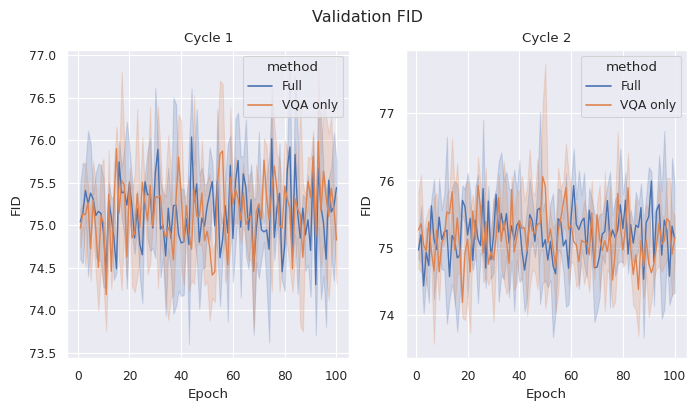 Validation FID
Cycle 1
Cycle 2
method
Full
VQA only
method
Full
VQA only
77.0
76.5
76.0
75.5
75.0
74.5
74.0
73.5
77
76
75
74
FID
FID
0 20 40 60 80 100
0 20 40 60 80 100
Epoch
Epoch